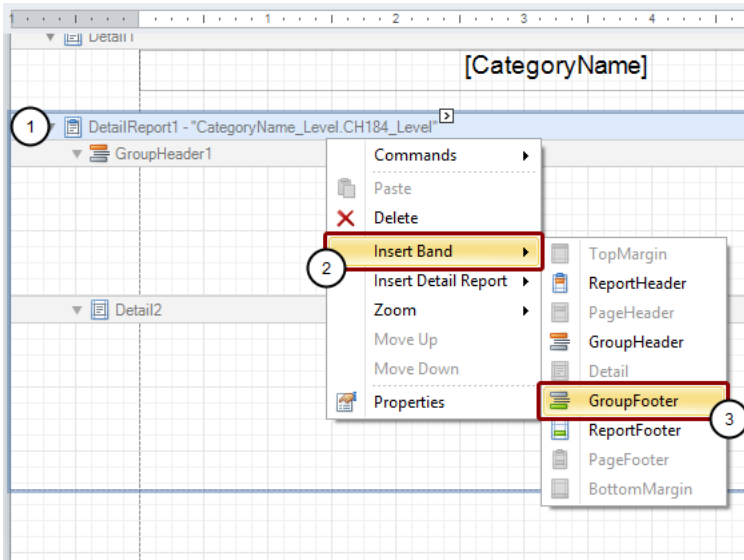 1 1 2 3 4
Detail1
[CategoryName]
1
DetailReport1 - "CategoryName_Level.CH184_Level"
GroupHeader1
Commands
Paste
Delete
2
Insert Band
Insert Detail Report
Zoom
Move Up
Move Down
Properties
TopMargin
ReportHeader
PageHeader
GroupHeader
Detail
GroupFooter
3
ReportFooter
PageFooter
BottomMargin
Detail2